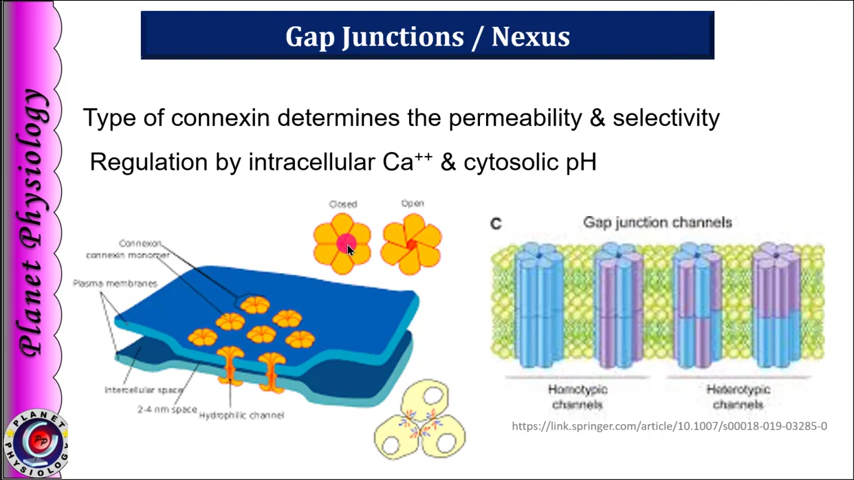 Gap Junctions / Nexus
Planet Physiology
Type of connexin determines the permeability & selectivity
Regulation by intracellular Ca⁺⁺ & cytosolic pH
Closed
Open
Connexon
connexin monomer
Plasma membranes
Intercellular space
2-4 nm space
Hydrophilic channel
C
Gap junction channels
Homotypic
channels
Heterotypic
channels
https://link.springer.com/article/10.1007/s00018-019-03285-0
PLANET
PP
PHYSIOLOGY